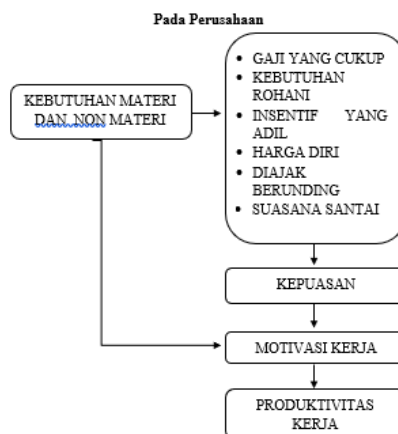 Pada Perusahaan
KEBUTUHAN MATERI
DAN NON MATERI
• GAJI YANG CUKUP
• KEBUTUHAN
ROHANI
• INSENTIF YANG
ADIL
• HARGA DIRI
• DIAJAK
BERUNDING
• SUASANA SANTAI
KEPUASAN
MOTIVASI KERJA
PRODUKTIVITAS
KERJA